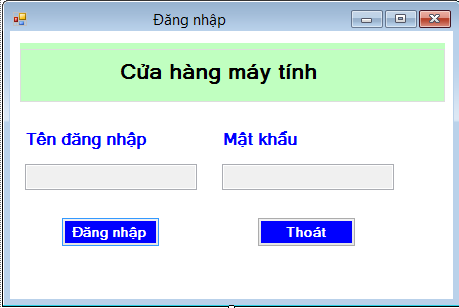 Đăng nhập
Cửa hàng máy tính
Tên đăng nhập
Mật khẩu
Đăng nhập
Thoát